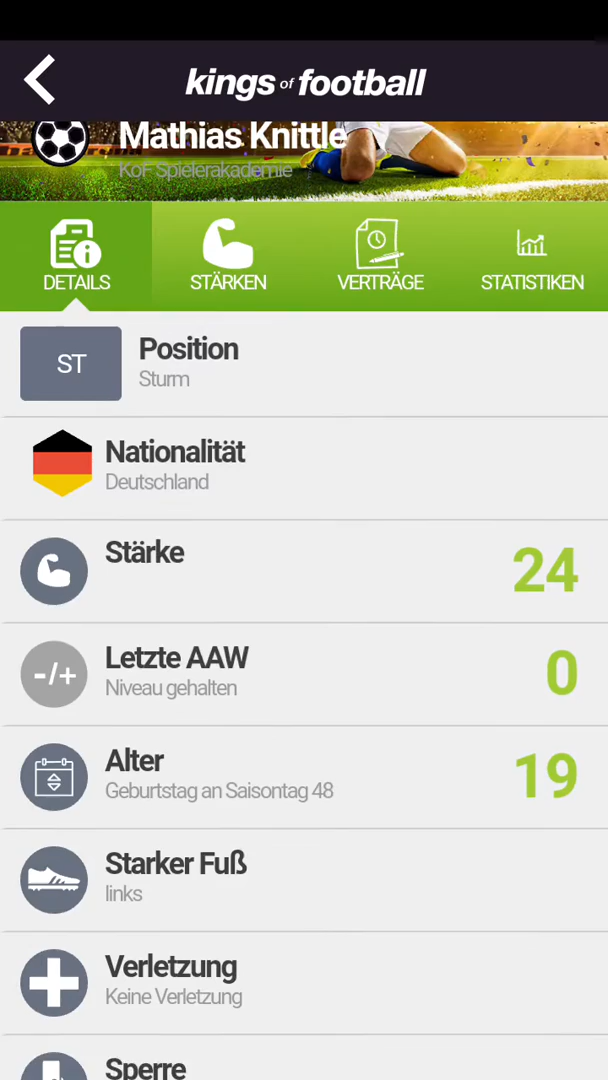 kings of football
Mathias Knittle
KoF Spielerakademie
DETAILS
STÄRKEN
VERTRÄGE
STATISTIKEN
ST
Position
Sturm
Nationalität
Deutschland
Stärke
24
Letzte AAW
Niveau gehalten
-/+
0
Alter
Geburtstag an Saisontag 48
19
Starker Fuß
links
Verletzung
Keine Verletzung
Sperre